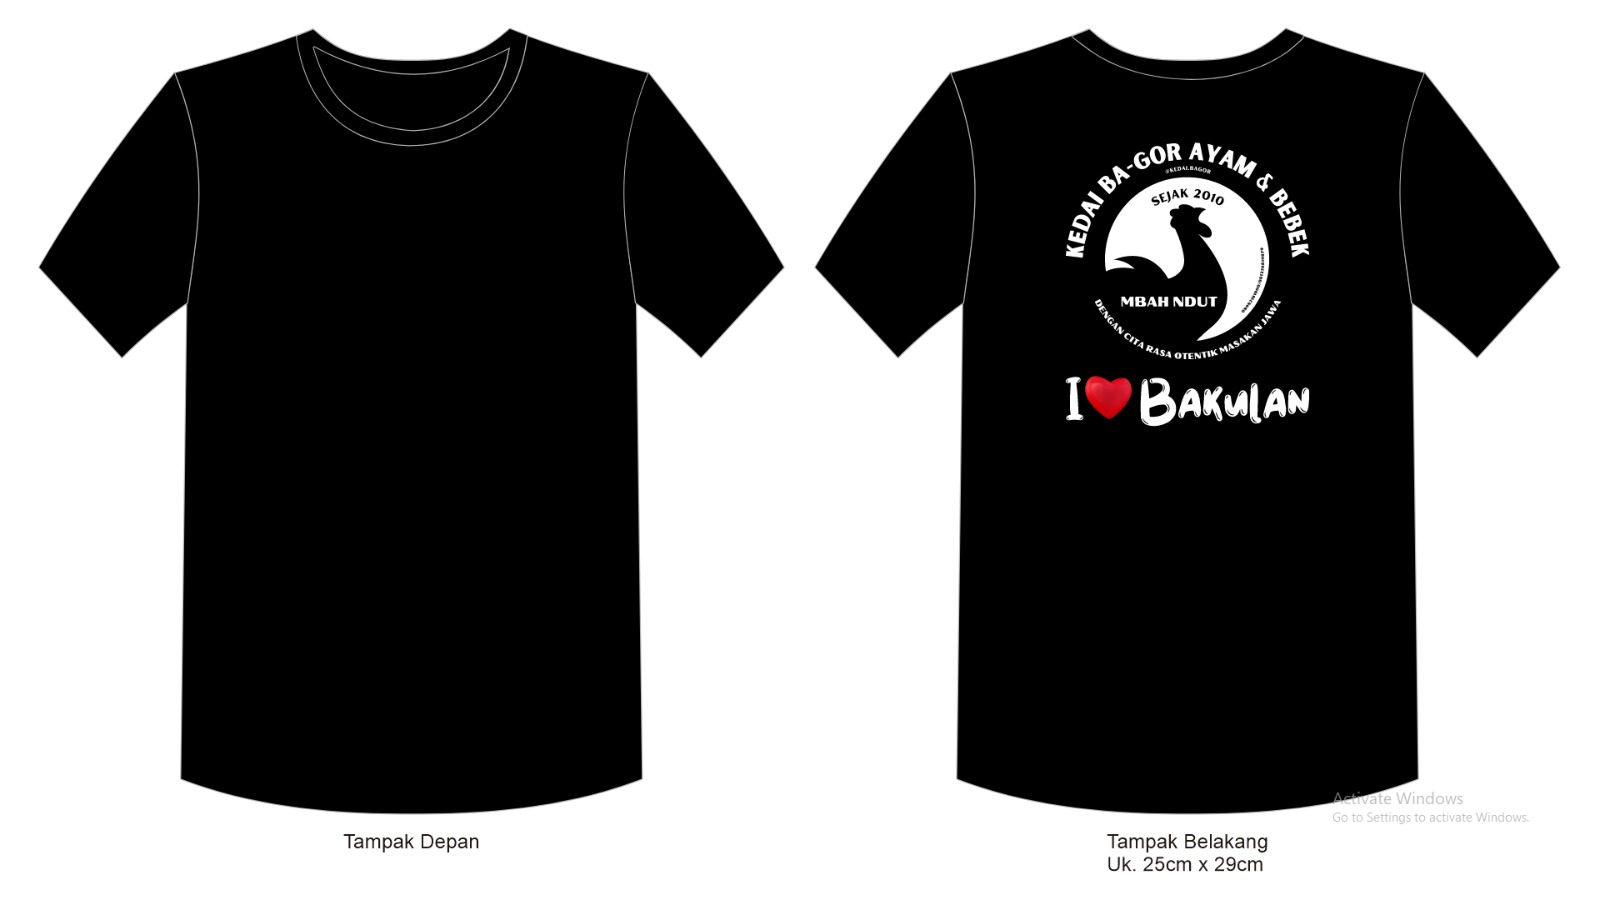 KEDAI BA-GOR AYAM & BEBEK
@KEDAI.BAGOR
SEJAK 2010
MBAH NDUT
DENGAN CITA RASA OTENTIK MASAKAN JAWA
I ❤ BAKULAN
Activate Windows
Go to Settings to activate Windows.
Tampak Depan
Tampak Belakang
Uk. 25cm x 29cm